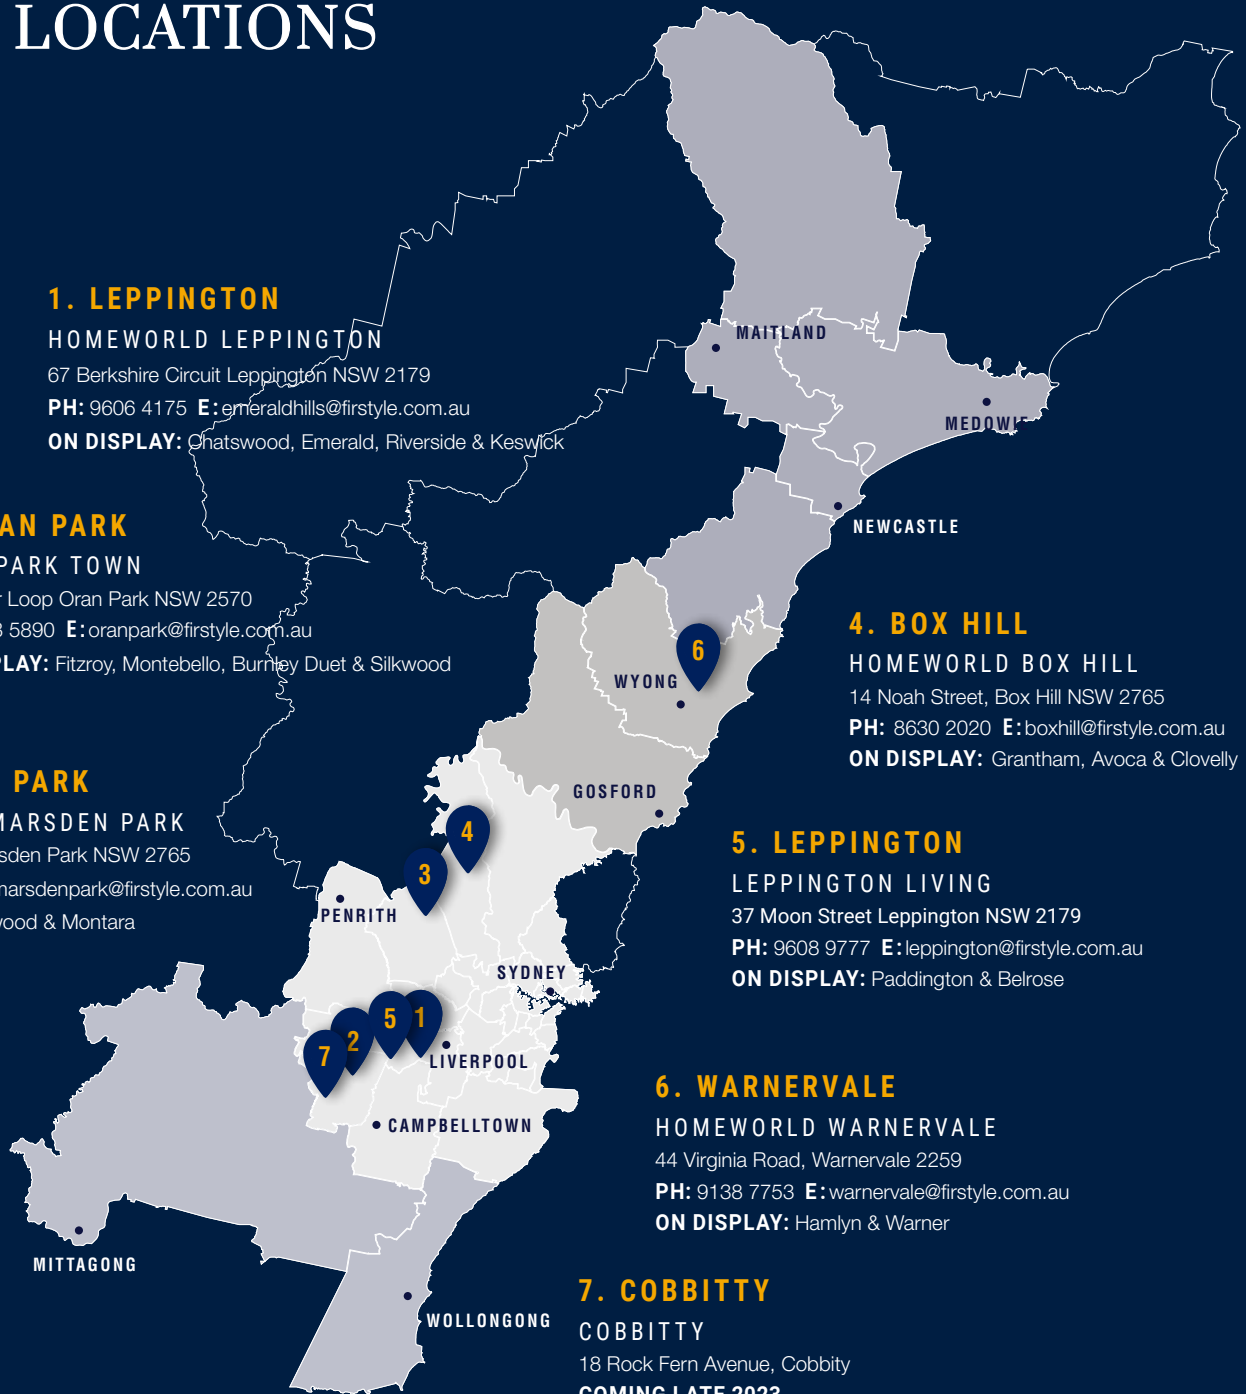 LOCATIONS
1. LEPPINGTON
HOMEWORLD LEPPINGTON
67 Berkshire Circuit Leppington NSW 2179
PH: 9606 4175 E: emeraldhills@firstyle.com.au
ON DISPLAY: Chatswood, Emerald, Riverside & Keswick
AN PARK
PARK TOWN
r Loop Oran Park NSW 2570
5890 E: oranpark@firstyle.com.au
PLAY: Fitzroy, Montebello, Burnley Duet & Silkwood
PARK
MARSDEN PARK
sden Park NSW 2765
marsdenpark@firstyle.com.au
wood & Montara
4. BOX HILL
HOMEWORLD BOX HILL
14 Noah Street, Box Hill NSW 2765
PH: 8630 2020 E: boxhill@firstyle.com.au
ON DISPLAY: Grantham, Avoca & Clovelly
5. LEPPINGTON
LEPPINGTON LIVING
37 Moon Street Leppington NSW 2179
PH: 9608 9777 E: leppington@firstyle.com.au
ON DISPLAY: Paddington & Belrose
6. WARNERVALE
HOMEWORLD WARNERVALE
44 Virginia Road, Warnervale 2259
PH: 9138 7753 E: warnervale@firstyle.com.au
ON DISPLAY: Hamlyn & Warner
7. COBBITTY
COBBITTY
18 Rock Fern Avenue, Cobbity
COMING LATE 2023
MAITLAND
MEDOWIE
NEWCASTLE
6
WYONG
GOSFORD
4
3
PENRITH
SYDNEY
5
1
2
7
LIVERPOOL
CAMPBELLTOWN
MITTAGONG
WOLLONGONG